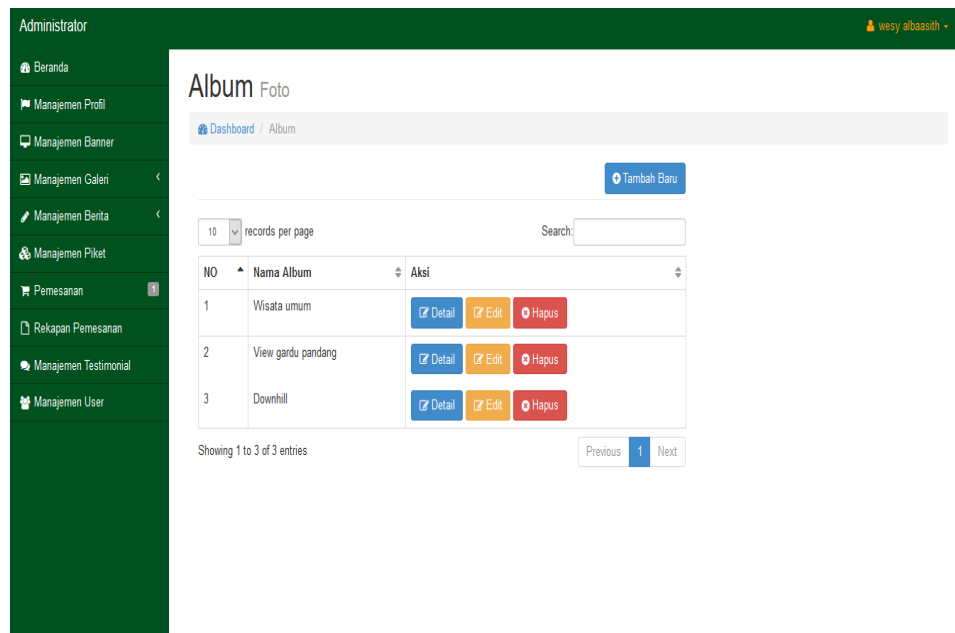 Administrator
wesy albaasith
Beranda
Manajemen Profil
Manajemen Banner
Manajemen Galeri
Manajemen Berita
Manajemen Piket
Pemesanan 1
Rekapan Pemesanan
Manajemen Testimonial
Manajemen User
Album Foto
Dashboard / Album
Tambah Baru
10 records per page Search:
NO Nama Album Aksi
1 Wisata umum Detail Edit Hapus
2 View gardu pandang Detail Edit Hapus
3 Downhill Detail Edit Hapus
Showing 1 to 3 of 3 entries Previous 1 Next